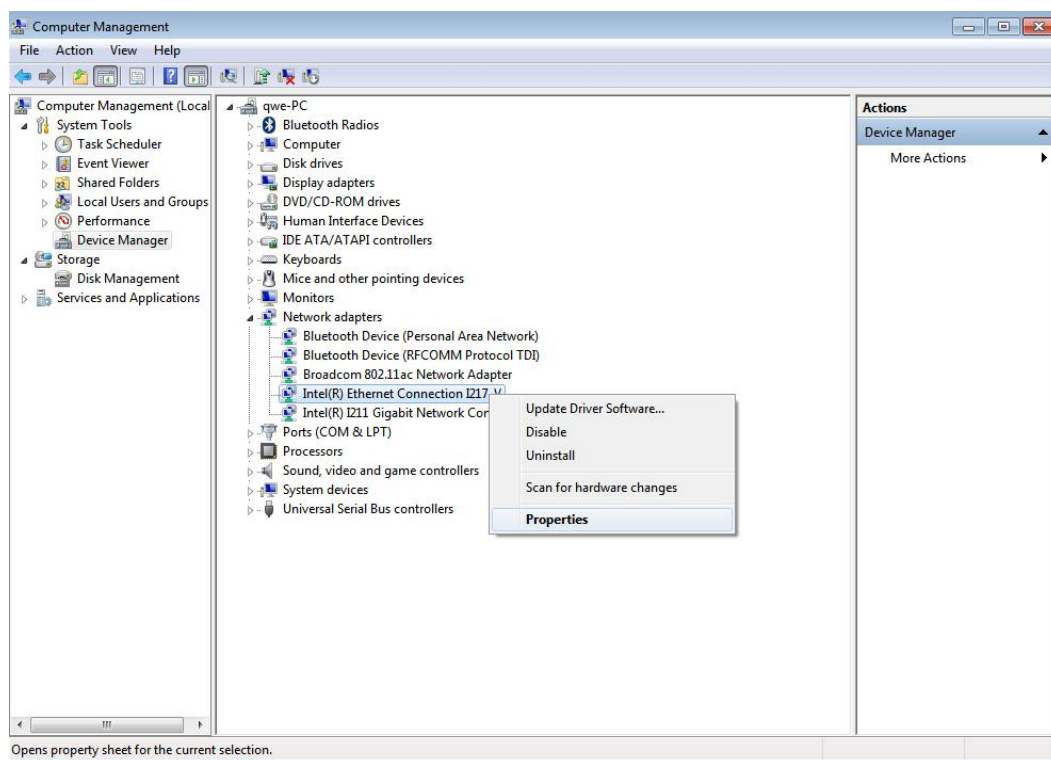 Computer Management
File Action View Help
Computer Management (Local
System Tools
Task Scheduler
Event Viewer
Shared Folders
Local Users and Groups
Performance
Device Manager
Storage
Disk Management
Services and Applications
qwe-PC
Bluetooth Radios
Computer
Disk drives
Display adapters
DVD/CD-ROM drives
Human Interface Devices
IDE ATA/ATAPI controllers
Keyboards
Mice and other pointing devices
Monitors
Network adapters
Bluetooth Device (Personal Area Network)
Bluetooth Device (RFCOMM Protocol TDI)
Broadcom 802.11ac Network Adapter
Intel(R) Ethernet Connection I217-V
Intel(R) I211 Gigabit Network Con
Ports (COM & LPT)
Processors
Sound, video and game controllers
System devices
Universal Serial Bus controllers
Update Driver Software...
Disable
Uninstall
Scan for hardware changes
Properties
Actions
Device Manager
More Actions
Opens property sheet for the current selection.